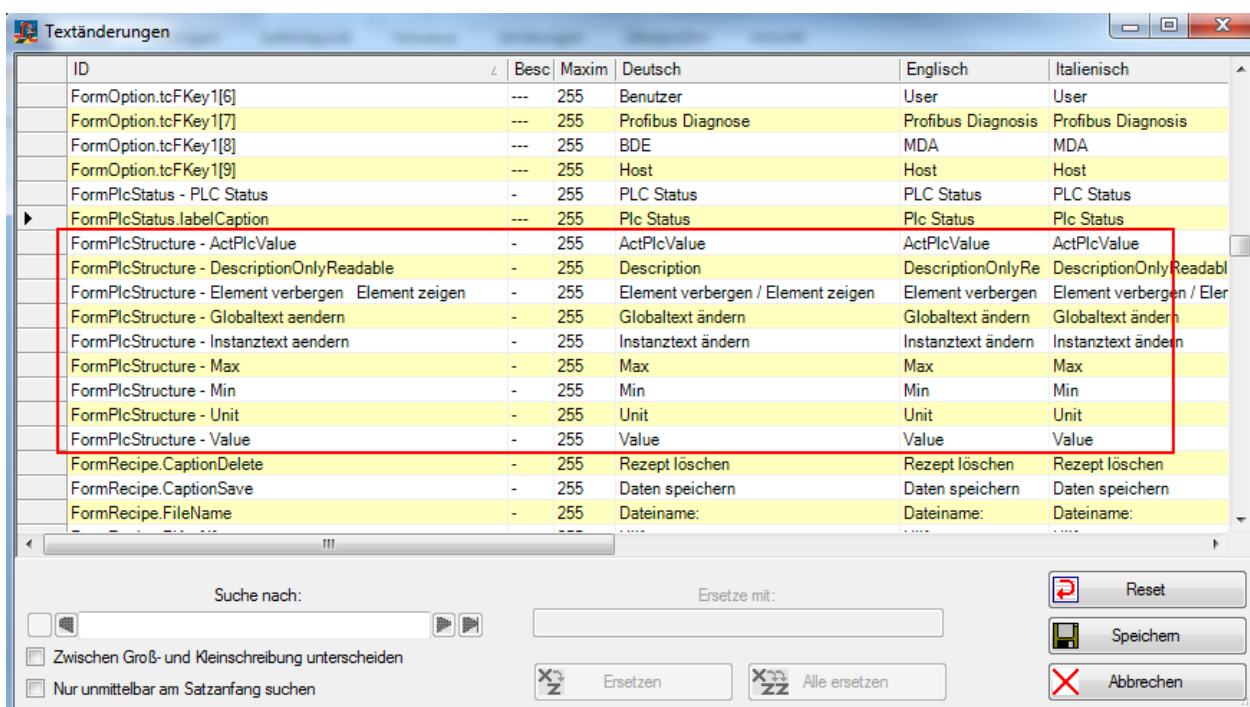 Textänderungen
ID Besc Maxim Deutsch Englisch Italienisch
FormOption.tcFKey1[6] --- 255 Benutzer User User
FormOption.tcFKey1[7] --- 255 Profibus Diagnose Profibus Diagnosis Profibus Diagnosis
FormOption.tcFKey1[8] --- 255 BDE MDA MDA
FormOption.tcFKey1[9] --- 255 Host Host Host
FormPlcStatus - PLC Status - 255 PLC Status PLC Status PLC Status
FormPlcStatus.labelCaption --- 255 Plc Status Plc Status Plc Status
FormPlcStructure - ActPlcValue - 255 ActPlcValue ActPlcValue ActPlcValue
FormPlcStructure - DescriptionOnlyReadable - 255 Description DescriptionOnlyRe DescriptionOnlyReadabl
FormPlcStructure - Element verbergen Element zeigen - 255 Element verbergen / Element zeigen Element verbergen Element verbergen / Eler
FormPlcStructure - Globaltext aendern - 255 Globaltext ändern Globaltext ändern Globaltext ändern
FormPlcStructure - Instanztext aendern - 255 Instanztext ändern Instanztext ändern Instanztext ändern
FormPlcStructure - Max - 255 Max Max Max
FormPlcStructure - Min - 255 Min Min Min
FormPlcStructure - Unit - 255 Unit Unit Unit
FormPlcStructure - Value - 255 Value Value Value
FormRecipe.CaptionDelete - 255 Rezept löschen Rezept löschen Rezept löschen
FormRecipe.CaptionSave - 255 Daten speichern Daten speichern Daten speichern
FormRecipe.FileName - 255 Dateiname: Dateiname: Dateiname:
Suche nach: Ersetze mit: Reset
Speichern
Zwischen Groß- und Kleinschreibung unterscheiden
Nur unmittelbar am Satzanfang suchen Ersetzen Alle ersetzen Abbrechen